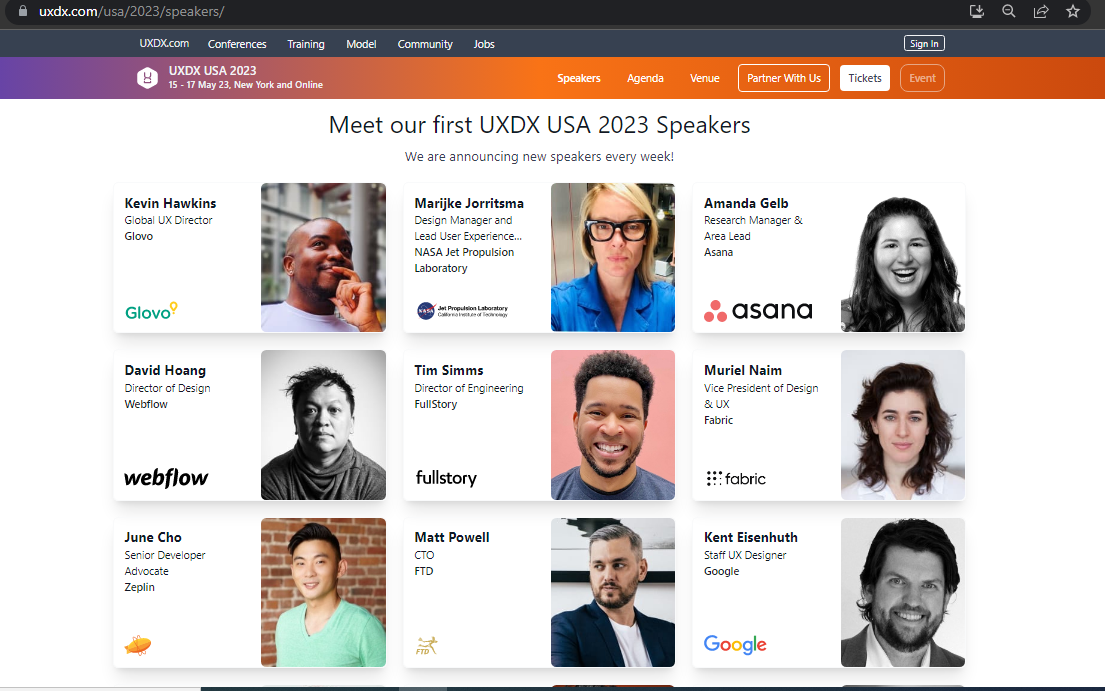 uxdx.com/usa/2023/speakers/
UXDX.com Conferences Training Model Community Jobs Sign In
UXDX USA 2023
15 - 17 May 23, New York and Online
Speakers Agenda Venue Partner With Us Tickets Event
Meet our first UXDX USA 2023 Speakers
We are announcing new speakers every week!
Kevin Hawkins
Global UX Director
Glovo
Glovo
Marijke Jorritsma
Design Manager and
Lead User Experience...
NASA Jet Propulsion
Laboratory
NASA
Jet Propulsion Laboratory
California Institute of Technology
Amanda Gelb
Research Manager &
Area Lead
Asana
asana
David Hoang
Director of Design
Webflow
webflow
Tim Simms
Director of Engineering
FullStory
fullstory
Muriel Naim
Vice President of Design
& UX
Fabric
fabric
June Cho
Senior Developer
Advocate
Zeplin
Matt Powell
CTO
FTD
FTD
Kent Eisenhuth
Staff UX Designer
Google
Google